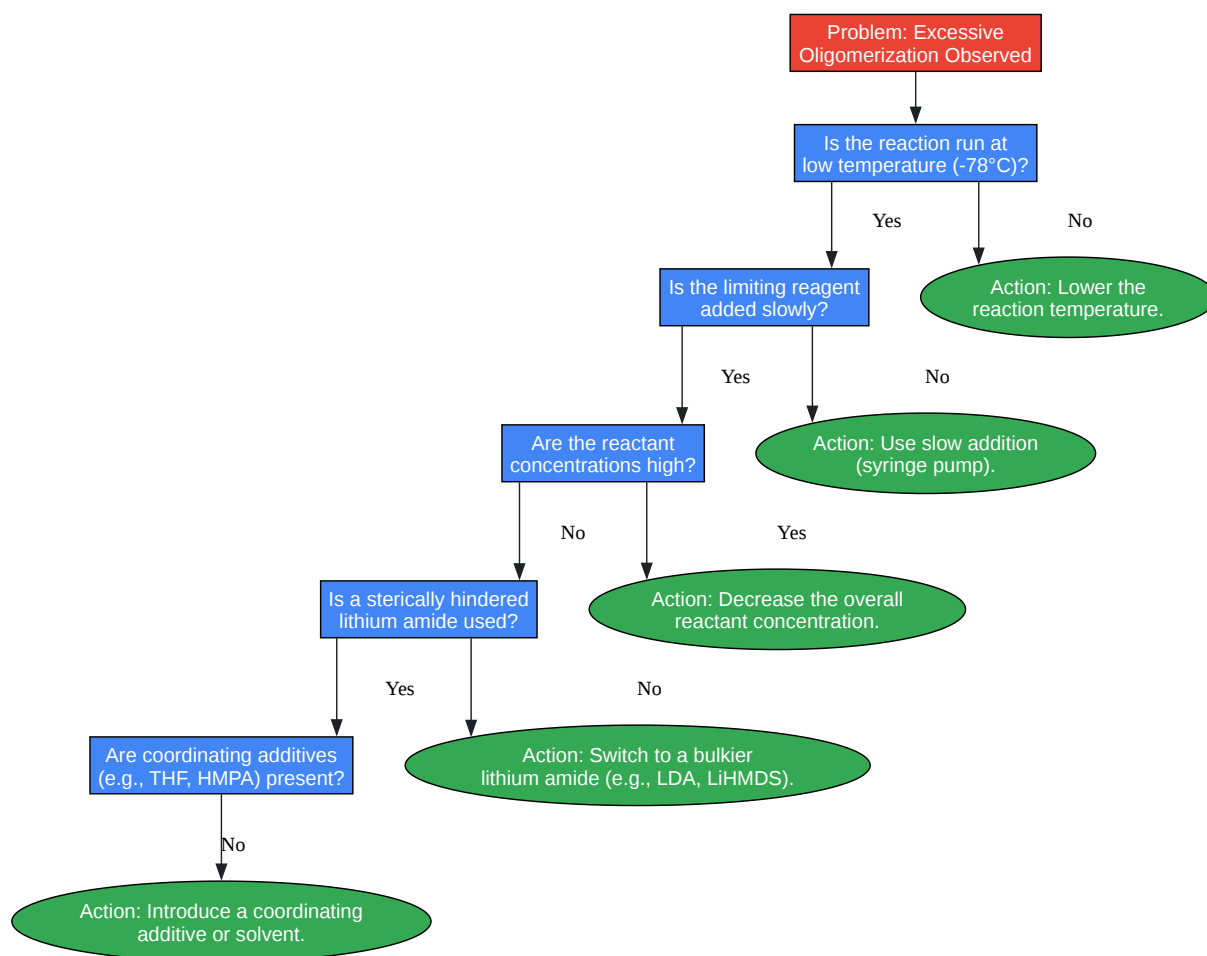 Problem: Excessive
Oligomerization Observed
Is the reaction run at
low temperature (-78°C)?
Yes
No
Is the limiting reagent
added slowly?
Action: Lower the
reaction temperature.
Yes
No
Are the reactant
concentrations high?
Action: Use slow addition
(syringe pump).
No
Yes
Is a sterically hindered
lithium amide used?
Action: Decrease the overall
reactant concentration.
Yes
No
Are coordinating additives
(e.g., THF, HMPA) present?
Action: Switch to a bulkier
lithium amide (e.g., LDA, LiHMDS).
No
Action: Introduce a coordinating
additive or solvent.